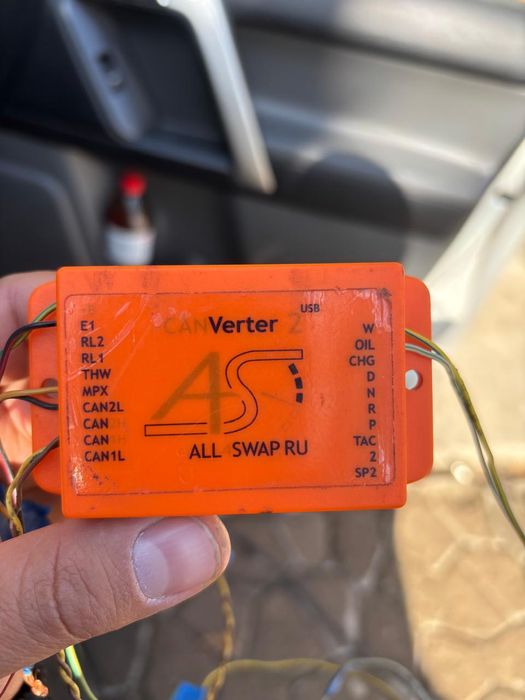 USB
CANVerter 2
E1
RL2
RL1
THW
MPX
CAN2L
CAN
CAN
CAN1L
AS
ALL SWAP RU
W
OIL
CHG
D
N
R
P
TAC
2
SP2